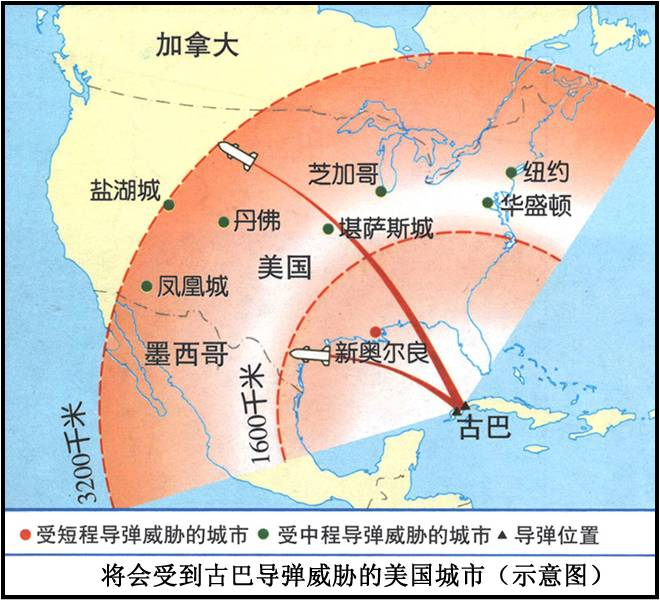 加拿大
芝加哥
纽约
盐湖城
华盛顿
丹佛
堪萨斯城
美国
凤凰城
墨西哥
新奥尔良
1600千米
3200千米
古巴
受短程导弹威胁的城市 受中程导弹威胁的城市 导弹位置
将会受到古巴导弹威胁的美国城市（示意图）